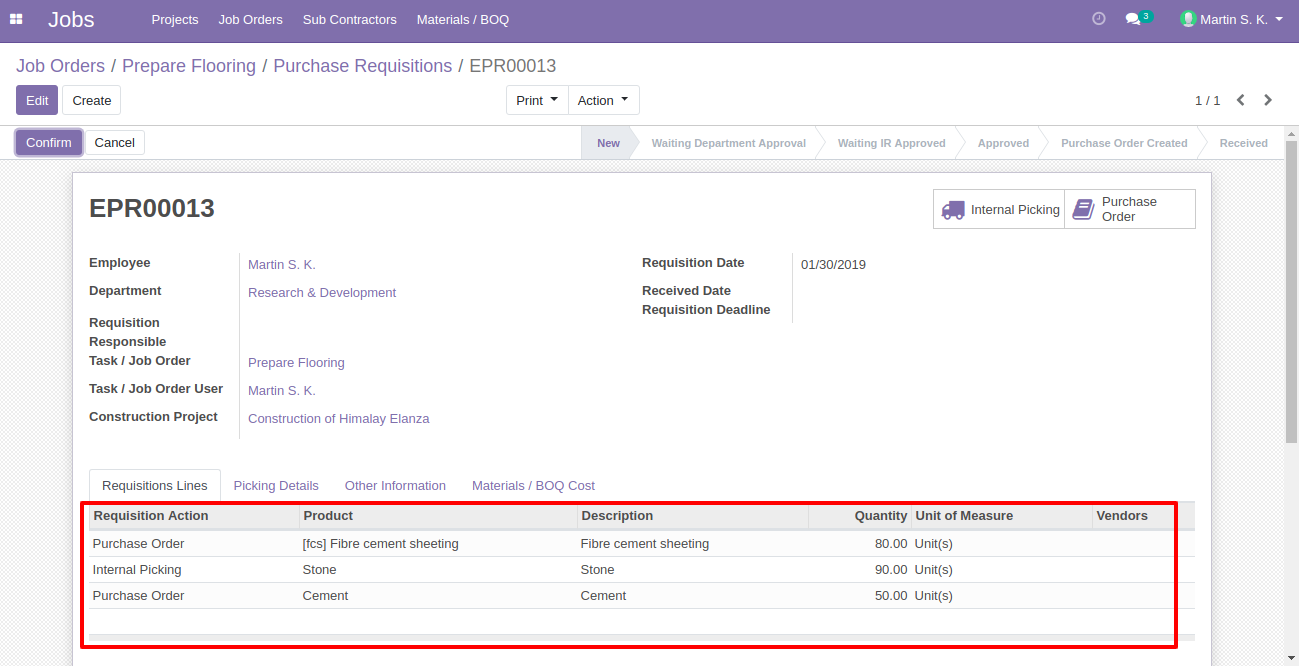 Jobs Projects Job Orders Sub Contractors Materials / BOQ 3 Martin S. K.
Job Orders / Prepare Flooring / Purchase Requisitions / EPR00013
Edit Create Print Action 1 / 1
Confirm Cancel New Waiting Department Approval Waiting IR Approved Approved Purchase Order Created Received
EPR00013
Internal Picking
Purchase
Order
Employee Martin S. K.
Department Research & Development
Requisition
Responsible
Task / Job Order Prepare Flooring
Task / Job Order User Martin S. K.
Construction Project Construction of Himalay Elanza
Requisition Date 01/30/2019
Received Date
Requisition Deadline
Requisitions Lines Picking Details Other Information Materials / BOQ Cost
Requisition Action Product Description Quantity Unit of Measure Vendors
Purchase Order [fcs] Fibre cement sheeting Fibre cement sheeting 80.00 Unit(s)
Internal Picking Stone Stone 90.00 Unit(s)
Purchase Order Cement Cement 50.00 Unit(s)